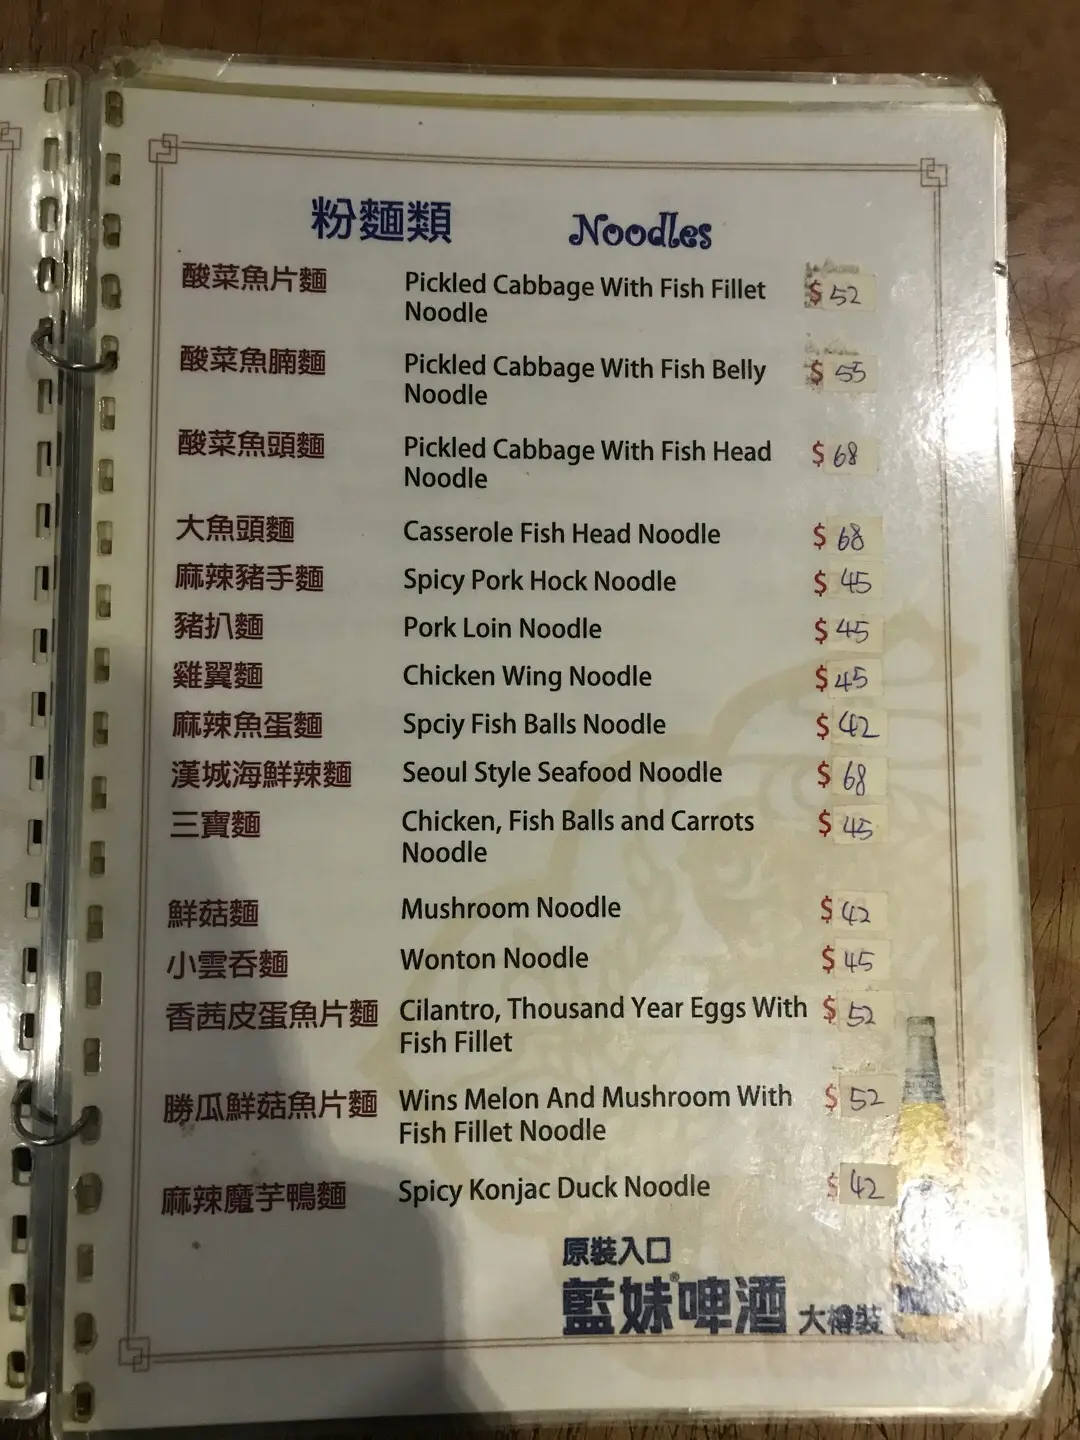 粉麵類 Noodles
酸菜魚片麵 Pickled Cabbage With Fish Fillet $ 52
Noodle
酸菜魚腩麵 Pickled Cabbage With Fish Belly $ 55
Noodle
酸菜魚頭麵 Pickled Cabbage With Fish Head $ 68
Noodle
大魚頭麵 Casserole Fish Head Noodle $ 68
麻辣豬手麵 Spicy Pork Hock Noodle $ 45
豬扒麵 Pork Loin Noodle $ 45
雞翼麵 Chicken Wing Noodle $ 45
麻辣魚蛋麵 Spciy Fish Balls Noodle $ 42
漢城海鮮辣麵 Seoul Style Seafood Noodle $ 68
三寶麵 Chicken, Fish Balls and Carrots $ 45
Noodle
鮮菇麵 Mushroom Noodle $ 42
小雲吞麵 Wonton Noodle $ 45
香茜皮蛋魚片麵 Cilantro, Thousand Year Eggs With $ 52
Fish Fillet
勝瓜鮮菇魚片麵 Wins Melon And Mushroom With $ 52
Fish Fillet Noodle
麻辣魔芋鴨麵 Spicy Konjac Duck Noodle $ 42
原裝入口
藍妹®啤酒 大樽裝